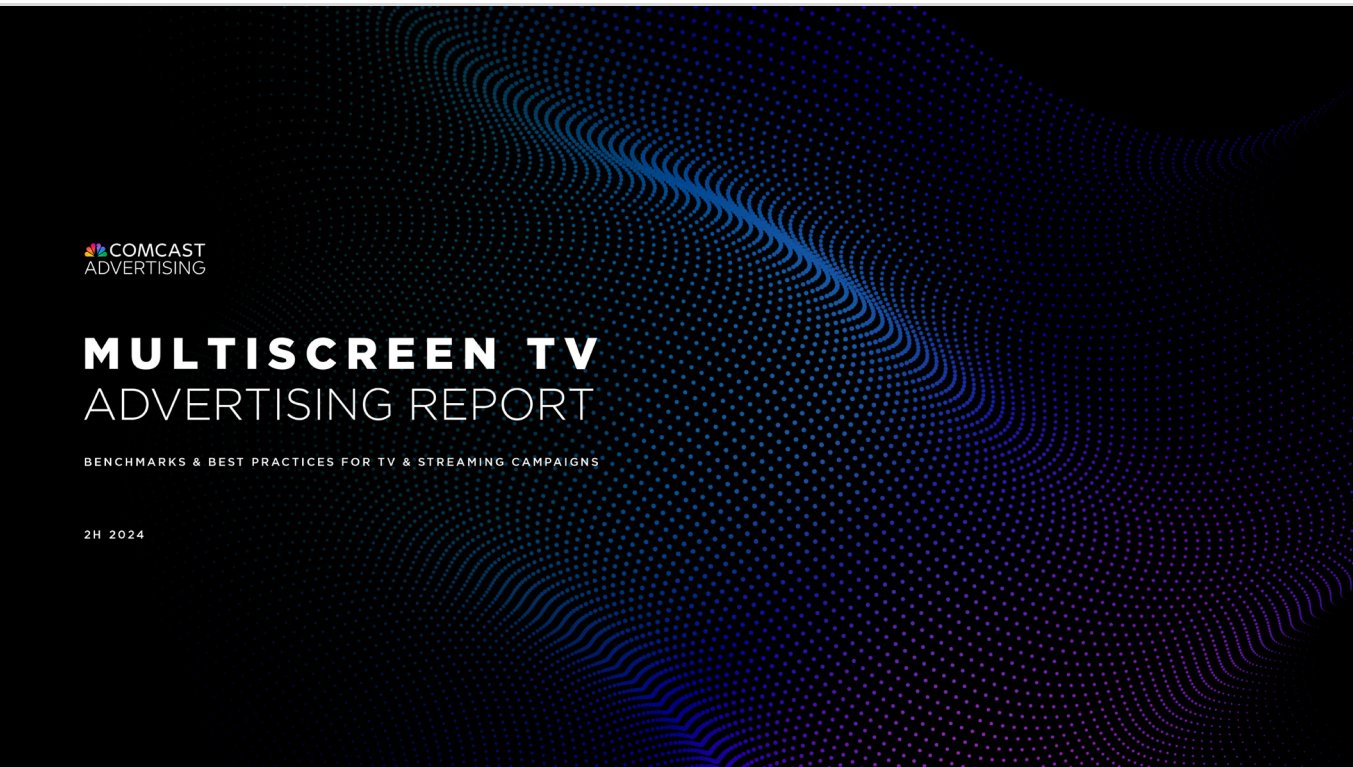 COMCAST
ADVERTISING
MULTISCREEN TV
ADVERTISING REPORT
BENCHMARKS & BEST PRACTICES FOR TV & STREAMING CAMPAIGNS
2H 2024